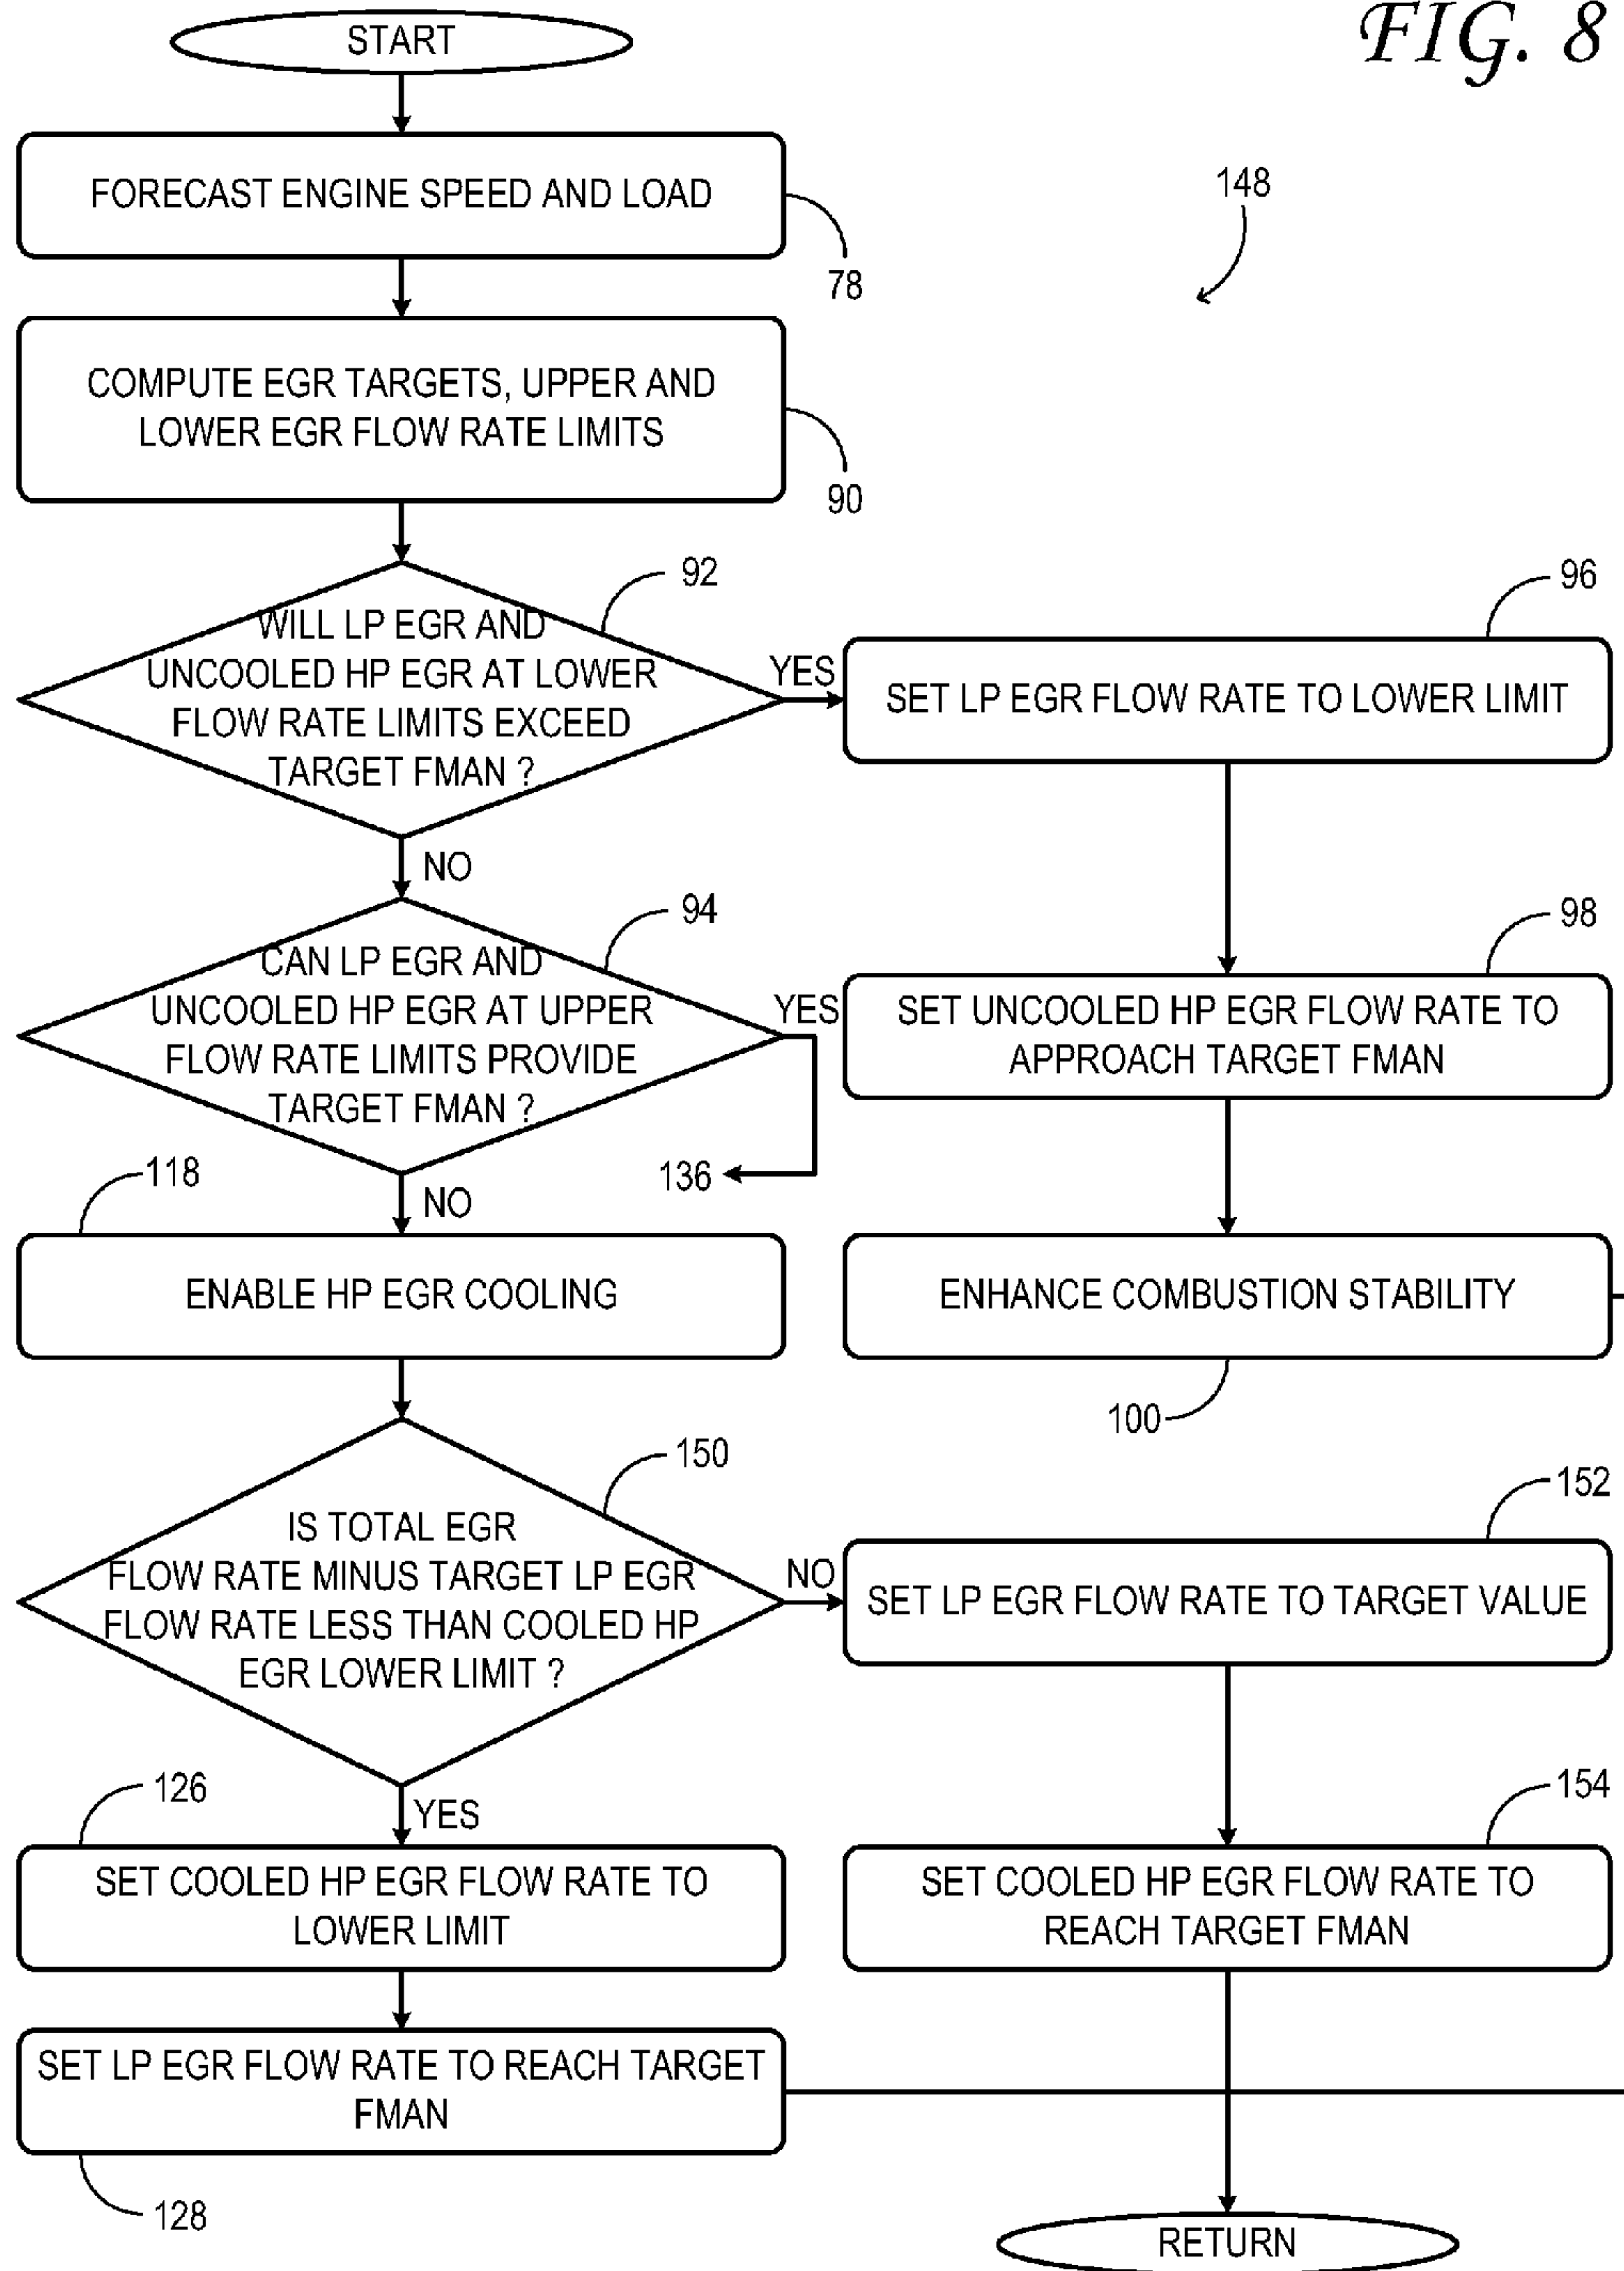 FIG. 8
START
FORECAST ENGINE SPEED AND LOAD
78
148
COMPUTE EGR TARGETS, UPPER AND
LOWER EGR FLOW RATE LIMITS
90
WILL LP EGR AND
UNCOOLED HP EGR AT LOWER
FLOW RATE LIMITS EXCEED
TARGET FMAN ?
92
YES
NO
SET LP EGR FLOW RATE TO LOWER LIMIT
96
CAN LP EGR AND
UNCOOLED HP EGR AT UPPER
FLOW RATE LIMITS PROVIDE
TARGET FMAN ?
94
YES
136
NO
SET UNCOOLED HP EGR FLOW RATE TO
APPROACH TARGET FMAN
98
118
ENABLE HP EGR COOLING
ENHANCE COMBUSTION STABILITY
100
IS TOTAL EGR
FLOW RATE MINUS TARGET LP EGR
FLOW RATE LESS THAN COOLED HP
EGR LOWER LIMIT ?
150
NO
YES
SET LP EGR FLOW RATE TO TARGET VALUE
152
126
SET COOLED HP EGR FLOW RATE TO
LOWER LIMIT
SET COOLED HP EGR FLOW RATE TO
REACH TARGET FMAN
154
SET LP EGR FLOW RATE TO REACH TARGET
FMAN
128
RETURN